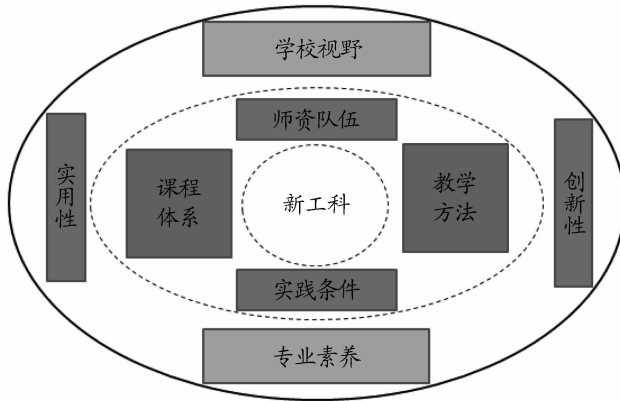 学校视野
师资队伍
实用性
课程
体系
新工科
教学
方法
创新性
实践条件
专业素养